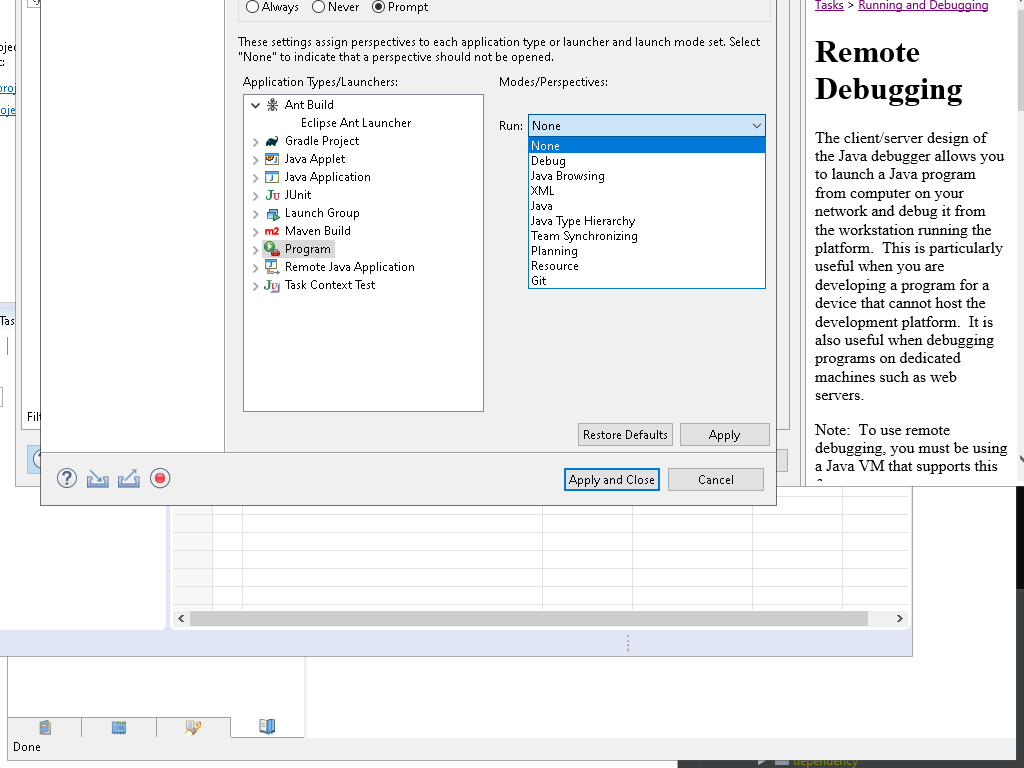 Always
Never
Prompt
These settings assign perspectives to each application type or launcher and launch mode set. Select
"None" to indicate that a perspective should not be opened.
Application Types/Launchers:
Ant Build
Eclipse Ant Launcher
Gradle Project
Java Applet
Java Application
JUnit
Launch Group
Maven Build
Program
Remote Java Application
Task Context Test
Modes/Perspectives:
Run: None
None
Debug
Java Browsing
XML
Java
Java Type Hierarchy
Team Synchronizing
Planning
Resource
Git
Restore Defaults
Apply
Apply and Close
Cancel
Tasks > Running and Debugging
Remote
Debugging
The client/server design of
the Java debugger allows you
to launch a Java program
from computer on your
network and debug it from
the workstation running the
platform.  This is particularly
useful when you are
developing a program for a
device that cannot host the
development platform.  It is
also useful when debugging
programs on dedicated
machines such as web
servers.
Note:  To use remote
debugging, you must be using
a Java VM that supports this
Done
dependency